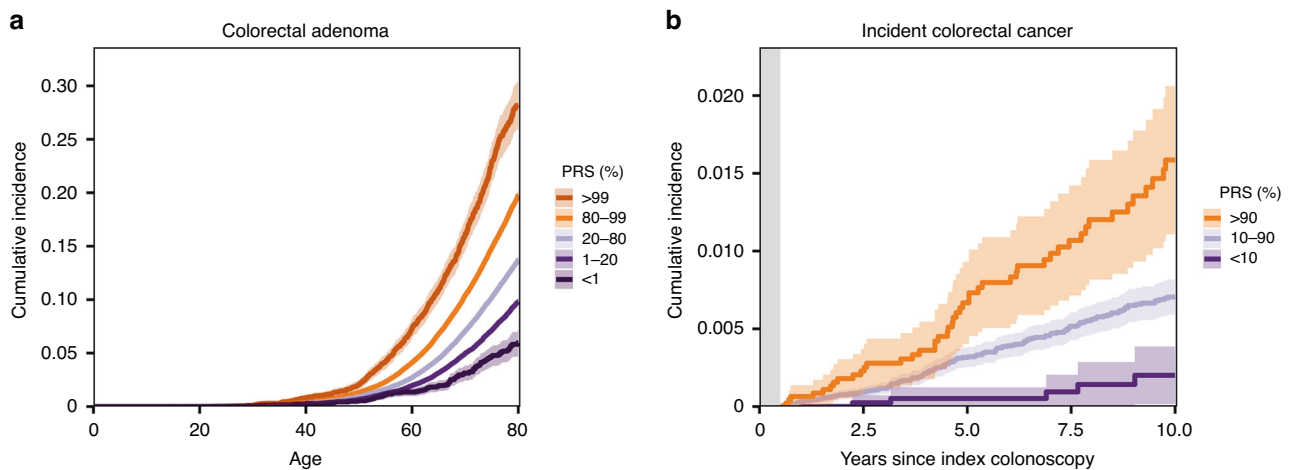 a
Colorectal adenoma
Cumulative incidence
0.30
0.25
0.20
0.15
0.10
0.05
0
0 20 40 60 80
Age
PRS (%)
>99
80–99
20–80
1–20
<1
b
Incident colorectal cancer
Cumulative incidence
0.020
0.015
0.010
0.005
0
0 2.5 5.0 7.5 10.0
Years since index colonoscopy
PRS (%)
>90
10–90
<10